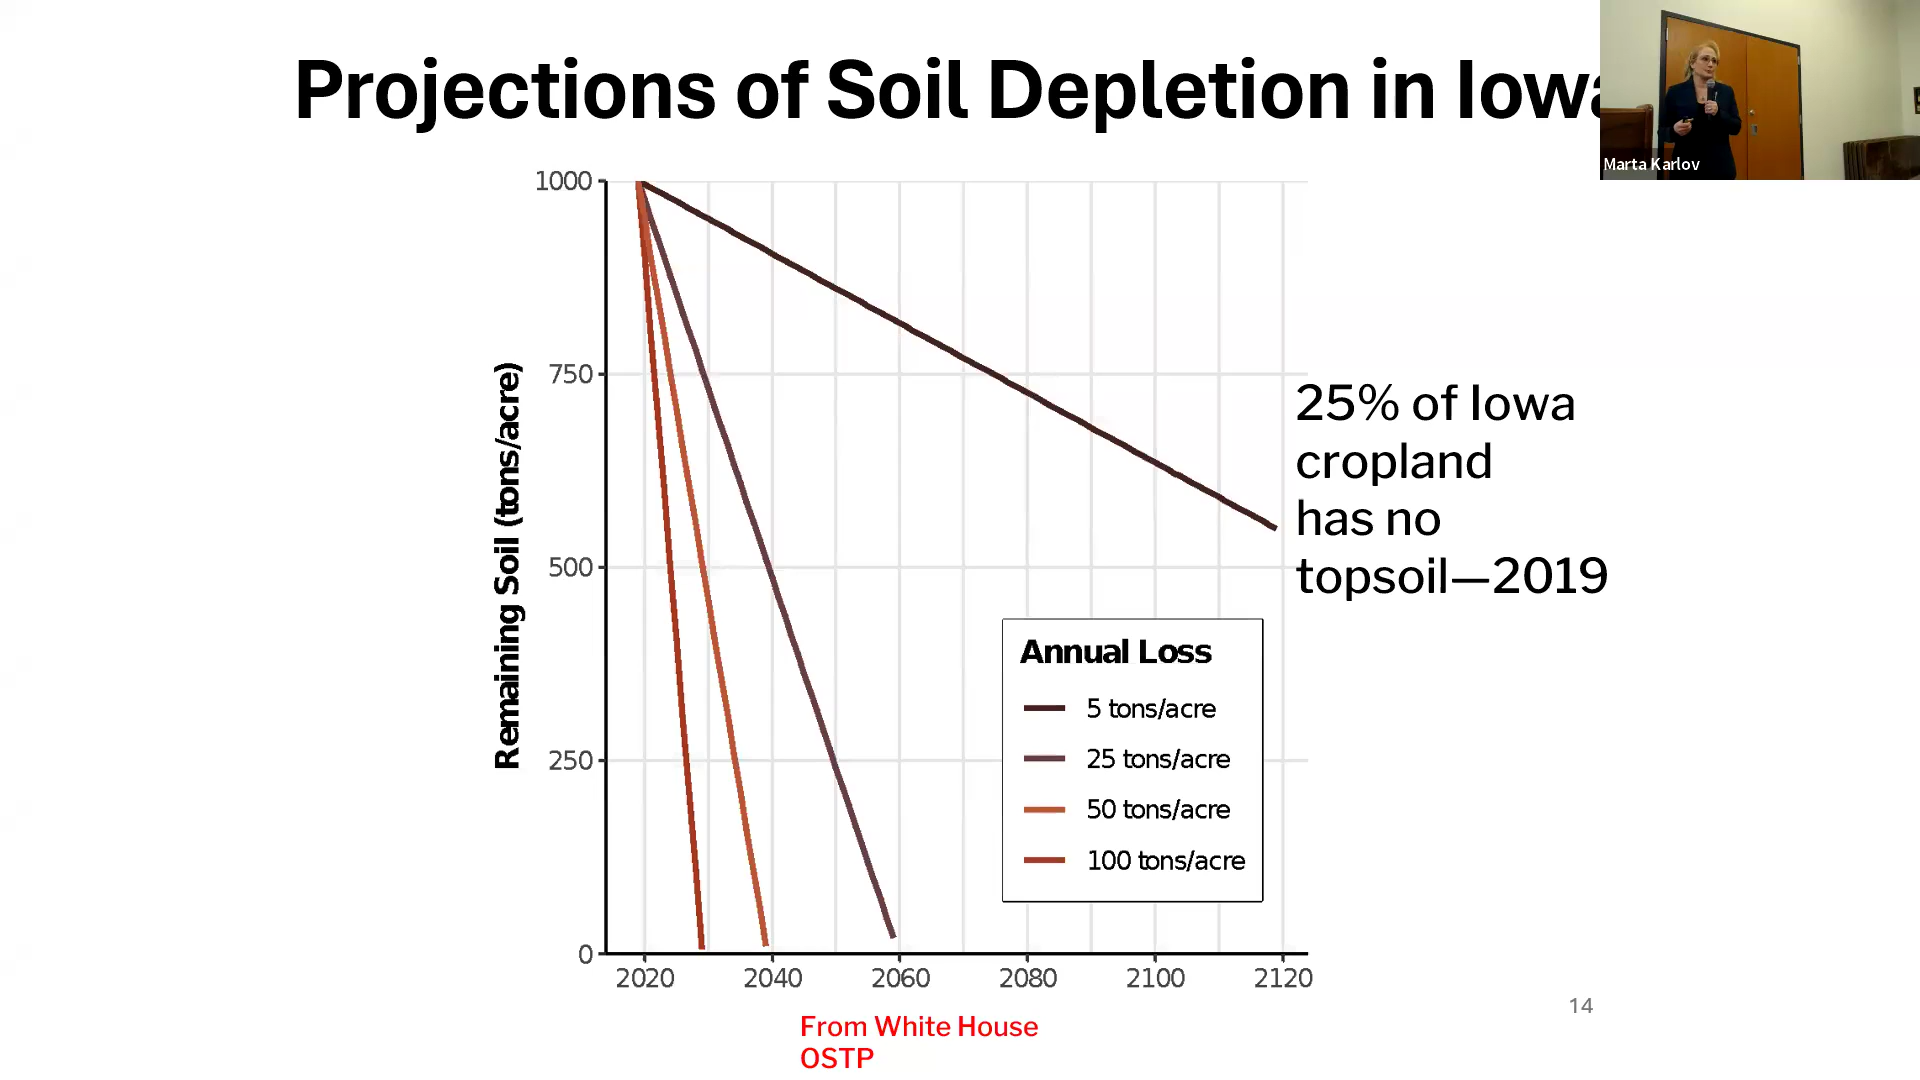 Projections of Soil Depletion in Iowa
Marta Karlov
1000
750
500
250
0
Remaining Soil (tons/acre)
25% of Iowa
cropland
has no
topsoil—2019
Annual Loss
5 tons/acre
25 tons/acre
50 tons/acre
100 tons/acre
2020 2040 2060 2080 2100 2120
From White House
OSTP
14